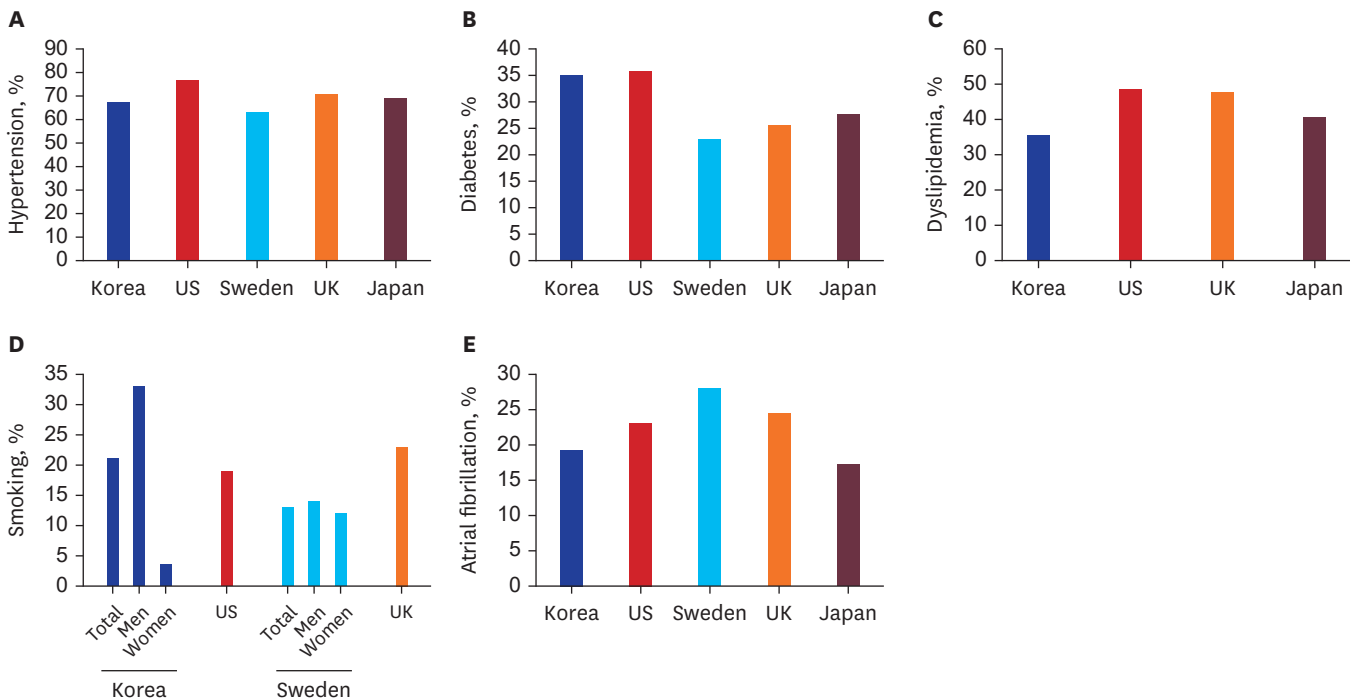 A
Hypertension, %
90
80
70
60
50
40
30
20
10
0
Korea US Sweden UK Japan
B
Diabetes, %
40
35
30
25
20
15
10
5
0
Korea US Sweden UK Japan
C
Dyslipidemia, %
60
50
40
30
20
10
0
Korea US UK Japan
D
Smoking, %
35
30
25
20
15
10
5
0
Total Men Women US Total Men Women UK
Korea Sweden
E
Atrial fibrillation, %
30
25
20
15
10
5
0
Korea US Sweden UK Japan